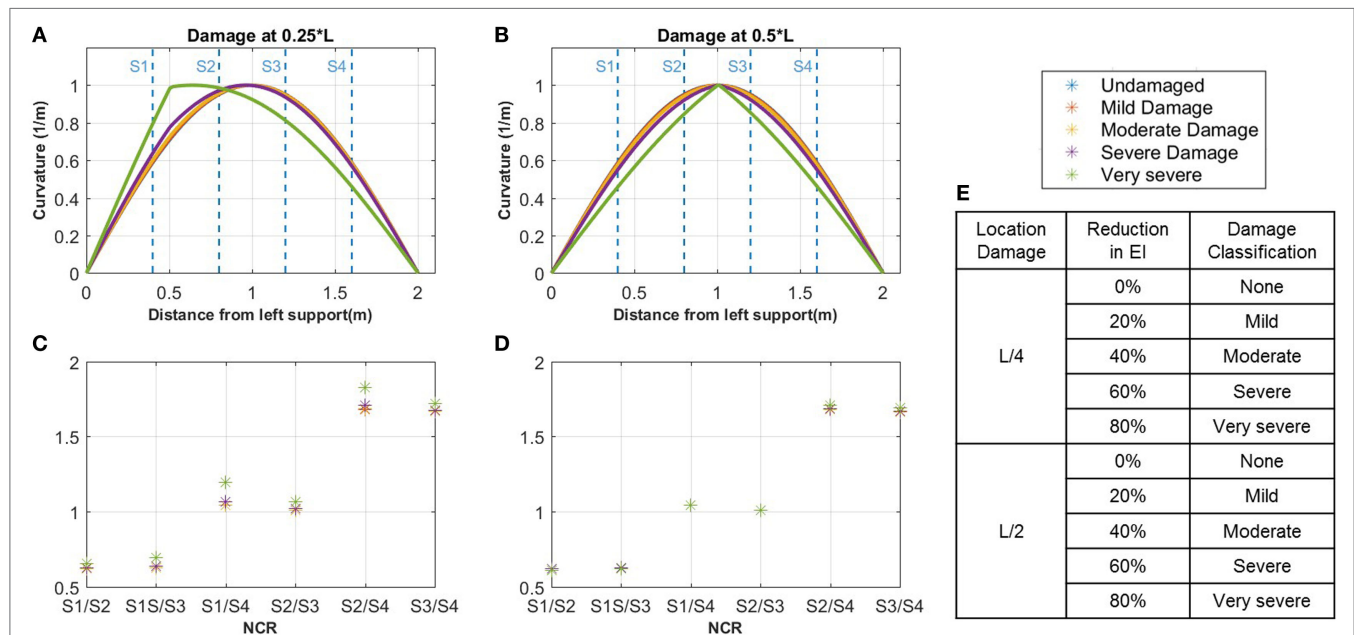 A
Damage at 0.25*L
S1 S2 S3 S4
1
0.8
0.6
0.4
0.2
0
Curvature (1/m)
0 0.5 1 1.5 2
Distance from left support(m)
B
Damage at 0.5*L
S1 S2 S3 S4
1
0.8
0.6
0.4
0.2
0
Curvature (1/m)
0 0.5 1 1.5 2
Distance from left support(m)
Undamaged
Mild Damage
Moderate Damage
Severe Damage
Very severe
C
2
1.5
1
0.5
S1/S2 S1S/S3 S1/S4 S2/S3 S2/S4 S3/S4
NCR
D
2
1.5
1
0.5
S1/S2 S1S/S3 S1/S4 S2/S3 S2/S4 S3/S4
NCR
E
Location Damage
Reduction in EI
Damage Classification
L/4
0% None
20% Mild
40% Moderate
60% Severe
80% Very severe
L/2
0% None
20% Mild
40% Moderate
60% Severe
80% Very severe